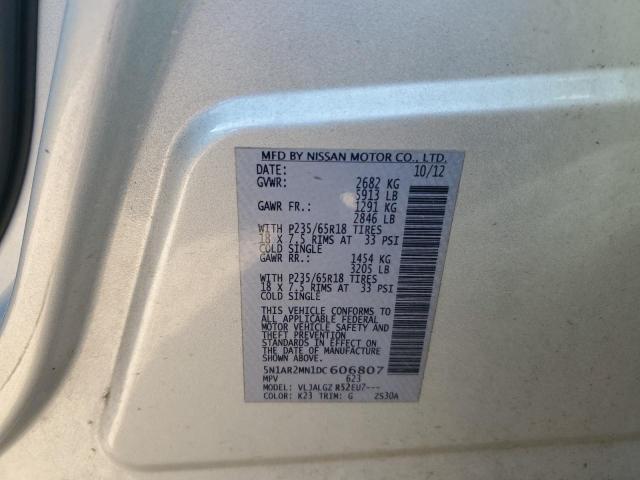 MFD BY NISSAN MOTOR CO., LTD.
DATE: 10/12
GVWR: 2682 KG
5913 LB
GAWR FR.: 1291 KG
2846 LB
WITH P235/65R18 TIRES
18 X 7.5 RIMS AT 33 PSI
COLD SINGLE
GAWR RR.: 1454 KG
3205 LB
WITH P235/65R18 TIRES
18 X 7.5 RIMS AT 33 PSI
COLD SINGLE
THIS VEHICLE CONFORMS TO
ALL APPLICABLE FEDERAL
MOTOR VEHICLE SAFETY AND
THEFT PREVENTION
STANDARDS IN EFFECT ON
THE DATE OF MANUFACTURE
SHOWN ABOVE.
5N1AR2MN1DC606807
MPV 623
MODEL: VLJALGZ R52EU7---
COLOR: K23 TRIM: G ZS30A